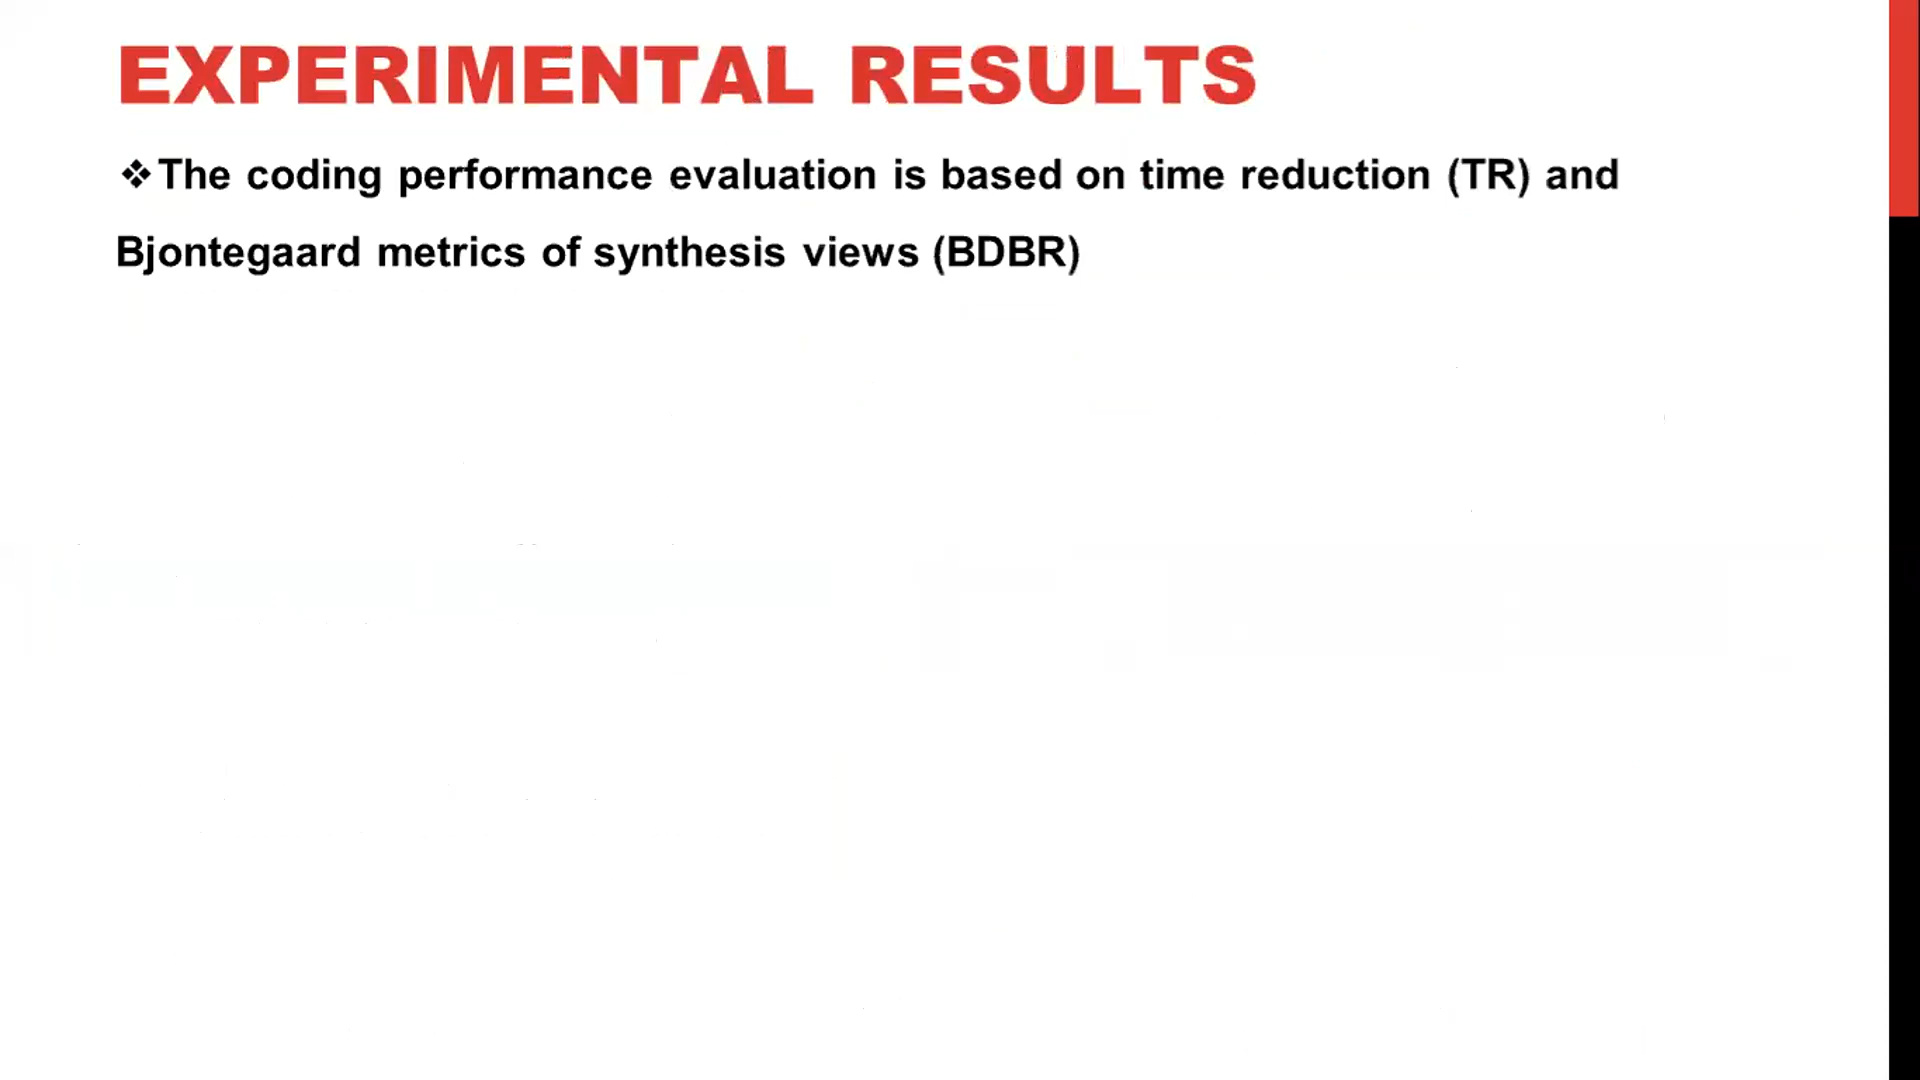 EXPERIMENTAL RESULTS
❖The coding performance evaluation is based on time reduction (TR) and
Bjontegaard metrics of synthesis views (BDBR)